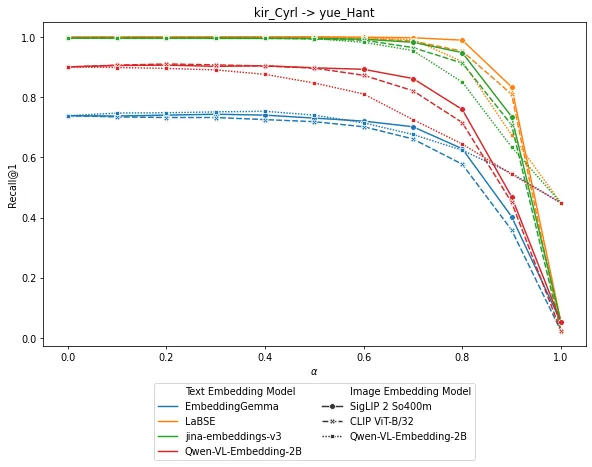 kir_Cyrl -> yue_Hant
Recall@1
1.0
0.8
0.6
0.4
0.2
0.0
0.0 0.2 0.4 0.6 0.8 1.0
α
Text Embedding Model Image Embedding Model
EmbeddingGemma SigLIP 2 So400m
LaBSE CLIP ViT-B/32
jina-embeddings-v3 Qwen-VL-Embedding-2B
Qwen-VL-Embedding-2B